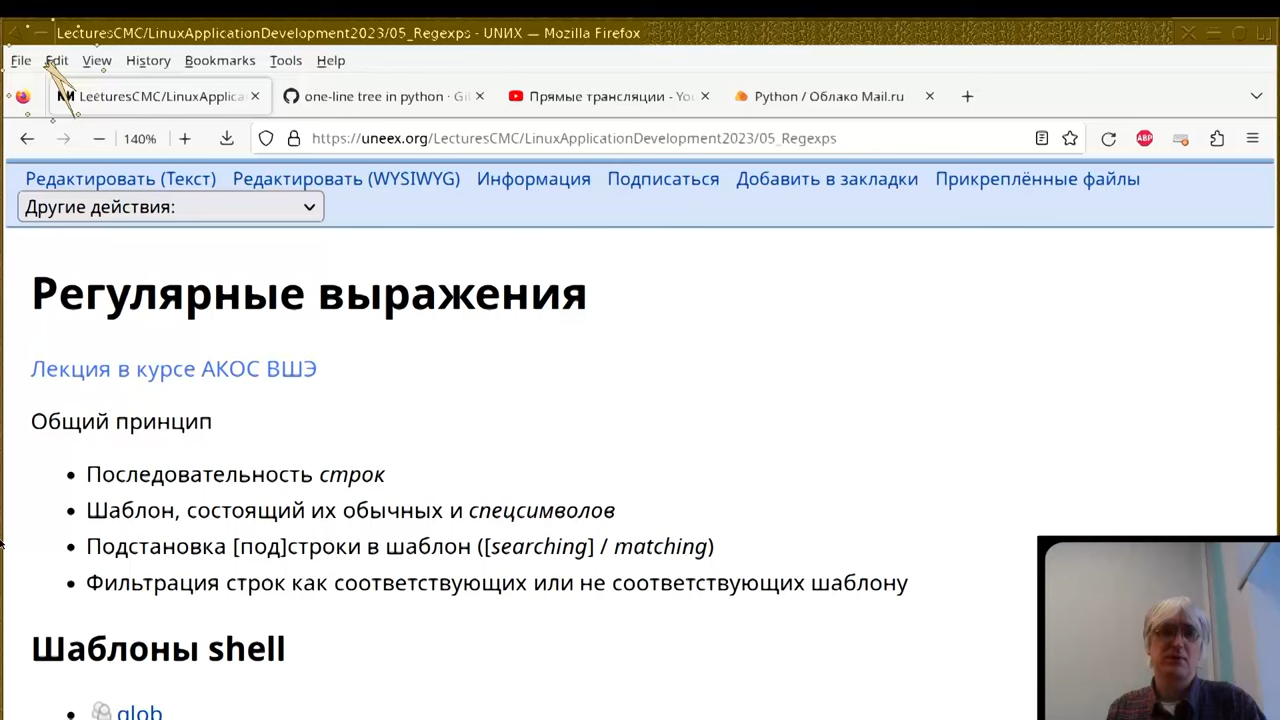 LecturesCMC/LinuxApplicationDevelopment2023/05_Regexps - UNИX — Mozilla Firefox
File Edit View History Bookmarks Tools Help
LecturesCMC/LinuxApplica
one-line tree in python · Gi
Прямые трансляции - You
Python / Облако Mail.ru
140%
https://uneex.org/LecturesCMC/LinuxApplicationDevelopment2023/05_Regexps
ABP
Редактировать (Текст) Редактировать (WYSIWYG) Информация Подписаться Добавить в закладки Прикреплённые файлы
Другие действия:
Регулярные выражения
Лекция в курсе АКОС ВШЭ
Общий принцип
• Последовательность строк
• Шаблон, состоящий их обычных и спецсимволов
• Подстановка [под]строки в шаблон ([searching] / matching)
• Фильтрация строк как соответствующих или не соответствующих шаблону
Шаблоны shell
• glob